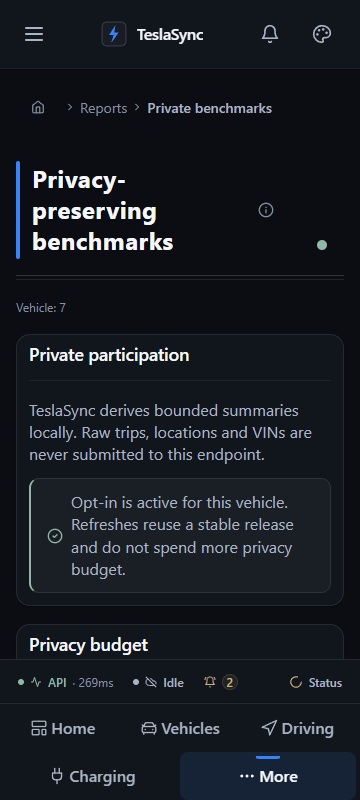 TeslaSync
Reports
Private benchmarks
Privacy-
preserving
benchmarks
Vehicle: 7
Private participation
TeslaSync derives bounded summaries
locally. Raw trips, locations and VINs are
never submitted to this endpoint.
Opt-in is active for this vehicle.
Refreshes reuse a stable release
and do not spend more privacy
budget.
Privacy budget
API · 269ms
Idle
2
Status
Home
Vehicles
Driving
Charging
More